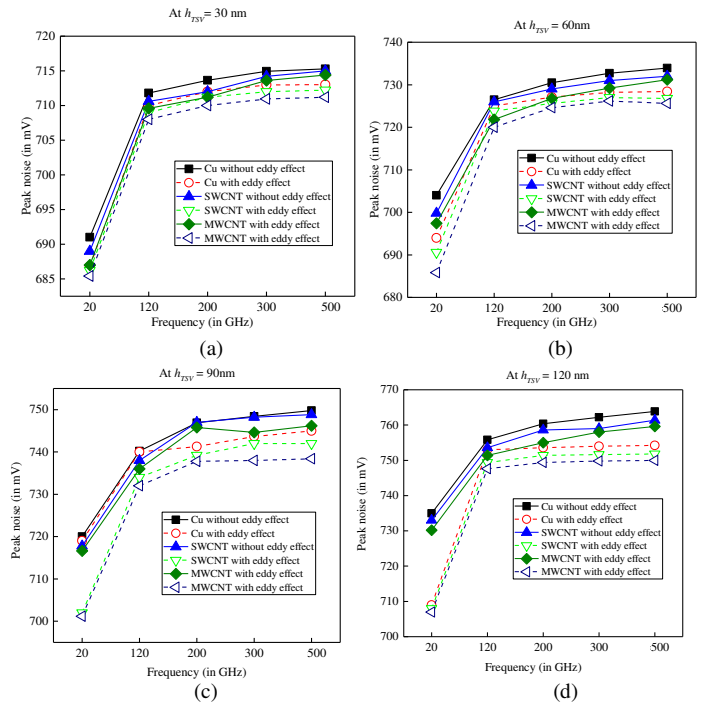 At h_TSV = 30 nm
720
715
710
705
700
695
690
685
Peak noise (in mV)
Cu without eddy effect
Cu with eddy effect
SWCNT without eddy effect
SWCNT with eddy effect
MWCNT with eddy effect
MWCNT with eddy effect
20 120 200 300 500
Frequency (in GHz)
(a)
At h_TSV = 60nm
740
730
720
710
700
690
680
Peak noise (in mV)
Cu without eddy effect
Cu with eddy effect
SWCNT without eddy effect
SWCNT with eddy effect
MWCNT with eddy effect
MWCNT with eddy effect
20 120 200 300 500
Frequency (in GHz)
(b)
At h_TSV = 90nm
750
740
730
720
710
700
Peak noise (in mV)
Cu without eddy effect
Cu with eddy effect
SWCNT without eddy effect
SWCNT with eddy effect
MWCNT with eddy effect
MWCNT with eddy effect
20 120 200 300 500
Frequency (in GHz)
(c)
At h_TSV = 120 nm
770
760
750
740
730
720
710
700
Peak noise (in mV)
Cu without eddy effect
Cu with eddy effect
SWCNT without eddy effect
SWCNT with eddy effect
MWCNT with eddy effect
MWCNT with eddy effect
20 120 200 300 500
Frequency (in GHz)
(d)